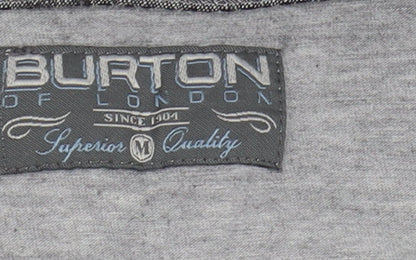 BURTON
OF LONDON
SINCE 1904
Superior M Quality